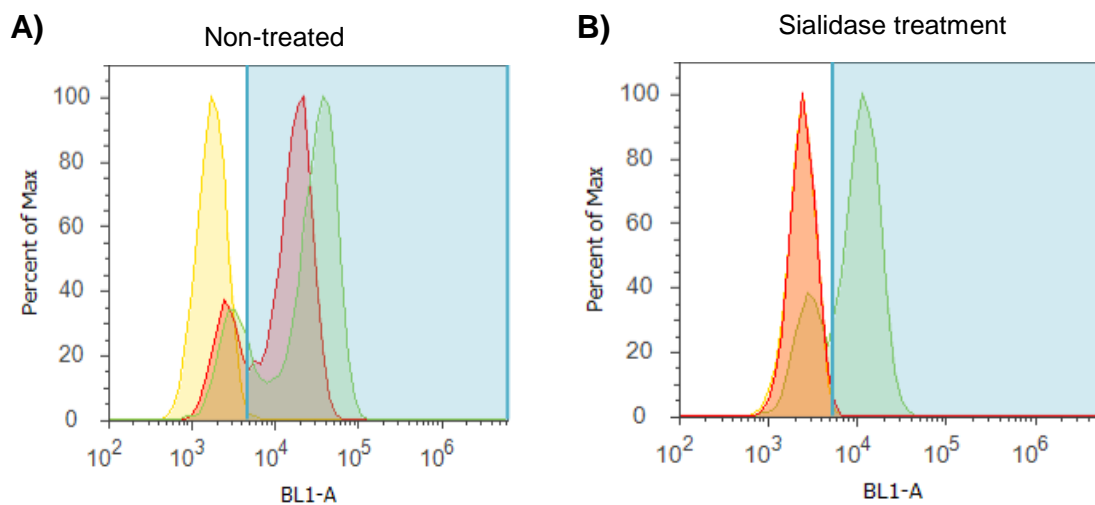 A)
Non-treated
Percent of Max
100
80
60
40
20
0
10² 10³ 10⁴ 10⁵ 10⁶
BL1-A
B)
Sialidase treatment
Percent of Max
100
80
60
40
20
0
10² 10³ 10⁴ 10⁵ 10⁶
BL1-A